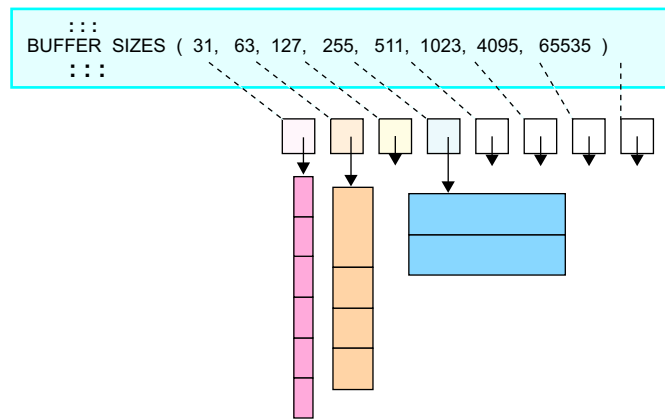 : : :
BUFFER SIZES ( 31, 63, 127, 255, 511, 1023, 4095, 65535 )
: : :